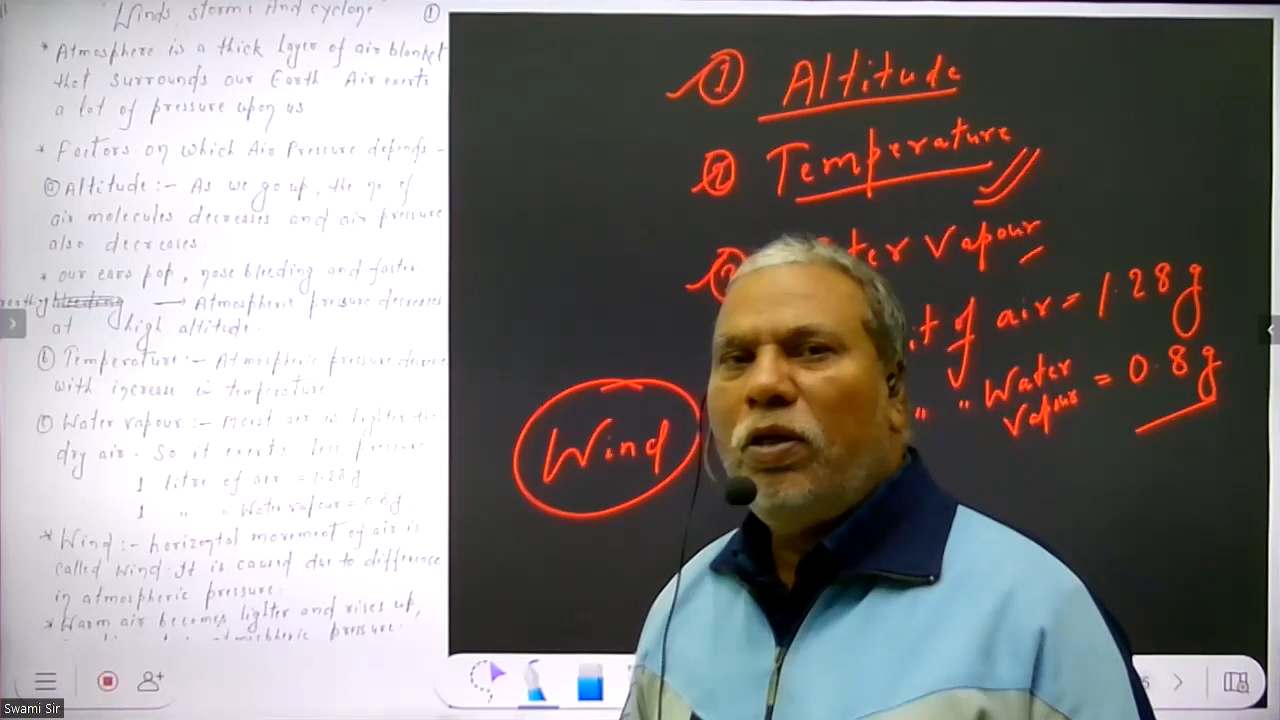 Winds, storms And cyclone ①
* Atmosphere is a thick layer of air blanket
that surrounds our Earth Air exerts
a lot of pressure upon us
* Factors on which Air Pressure depends -
ⓐ Altitude :- As we go up, the no of
air molecules decreases and air pressure
also decreases.
* our ears pop, nose bleeding and faster
→ Atmospheric pressure decreases
at high altitude.
ⓑ Temperature :- Atmospheric pressure
with increase in temperature
ⓒ Water vapour :- Moist air is lighter
dry air. So it exerts less pressure
1 litre of air = 1.28 g
1 " " Water vapour = 0.8g
* Wind :- horizontal movement of air is
called wind. It is caused due to difference
in atmospheric pressure.
* Warm air becomes lighter and rises up,
atmospheric pressure.
① Altitude
Temperature
ter Vapour
it of air = 1.28 g
" " Water Vapour = 0.8 g
Wind
Swami Sir